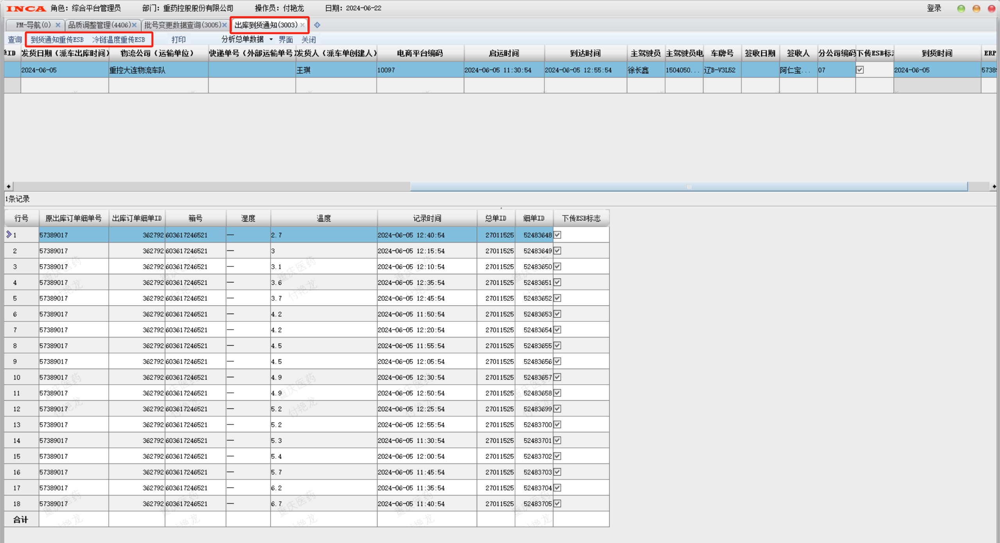 INCA 角色：综合平台管理员 部门：重药控股股份有限公司 操作员：付艳龙 日期：2024-06-22 登录
PM-导航(0) 品质调整管理(4406) 批号变更数据查询(3005) 出库到货通知(3003)
查询 到货通知重传ESB 冷链温度重传ESB 打印 分析总单数据 界面 关闭
单ID 发货日期（派车出库时间） 物流公司（运输单位） 快递单号（外部运输单号） 发货人（派车单创建人） 电商平台编码 启运时间 到达时间 主驾驶员 主驾驶员电 车牌号 签收日期 签收人 分公司编码 下传ESB标志 到货时间 ERP
2024-06-05 重控大连物流车队 王琪 10097 2024-06-05 11:30:54 2024-06-05 12:55:54 徐长鑫 1504050... 辽B-V3L52 阿仁宝... 07 2024-06-05 5738
1条记录
行号 原出库订单细单号 出库订单细单ID 箱号 湿度 温度 记录时间 总单ID 细单ID 下传ESB标志
1 57389017 362792 603617246521 — 2.7 2024-06-05 12:40:54 27011525 52483648
2 57389017 362792 603617246521 — 3 2024-06-05 12:15:54 27011525 52483649
3 57389017 362792 603617246521 — 3.1 2024-06-05 12:10:54 27011525 52483650
4 57389017 362792 603617246521 — 3.6 2024-06-05 12:35:54 27011525 52483651
5 57389017 362792 603617246521 — 3.7 2024-06-05 12:45:54 27011525 52483652
6 57389017 362792 603617246521 — 4.2 2024-06-05 11:50:54 27011525 52483653
7 57389017 362792 603617246521 — 4.2 2024-06-05 12:20:54 27011525 52483654
8 57389017 362792 603617246521 — 4.5 2024-06-05 11:55:54 27011525 52483655
9 57389017 362792 603617246521 — 4.5 2024-06-05 12:05:54 27011525 52483656
10 57389017 362792 603617246521 — 4.9 2024-06-05 12:30:54 27011525 52483657
11 57389017 362792 603617246521 — 4.9 2024-06-05 12:50:54 27011525 52483658
12 57389017 362792 603617246521 — 5.2 2024-06-05 12:25:54 27011525 52483699
13 57389017 362792 603617246521 — 5.2 2024-06-05 12:55:54 27011525 52483700
14 57389017 362792 603617246521 — 5.3 2024-06-05 11:30:54 27011525 52483701
15 57389017 362792 603617246521 — 5.4 2024-06-05 12:00:54 27011525 52483702
16 57389017 362792 603617246521 — 5.7 2024-06-05 11:45:54 27011525 52483703
17 57389017 362792 603617246521 — 6.2 2024-06-05 11:35:54 27011525 52483704
18 57389017 362792 603617246521 — 6.7 2024-06-05 11:40:54 27011525 52483705
合计
重庆医药
付艳龙